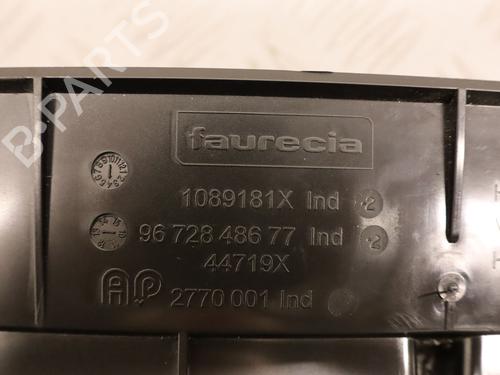 B-PARTS
faurecia
1089181X Ind 2
96 728 486 77 Ind 2
44719X
AP 2770 001 Ind